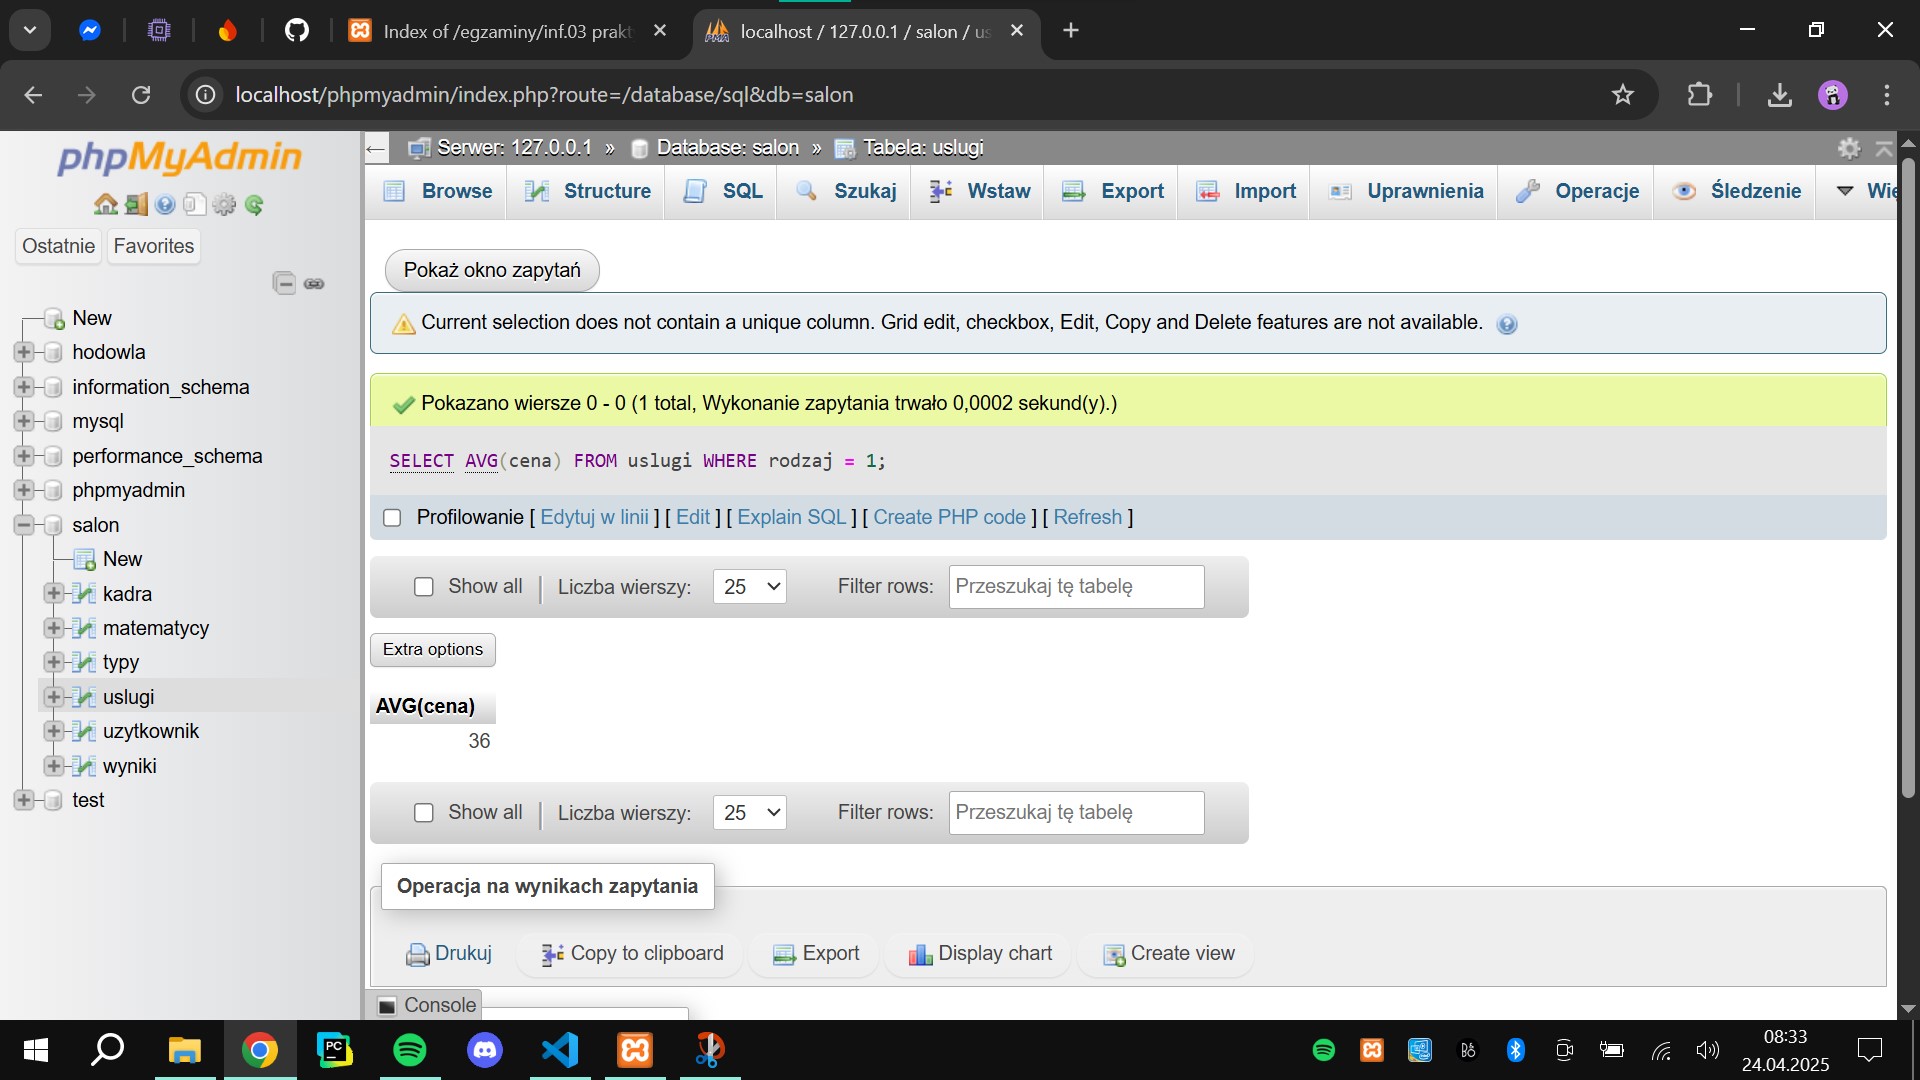 Index of /egzaminy/inf.03 prakt
localhost / 127.0.0.1 / salon / us
localhost/phpmyadmin/index.php?route=/database/sql&db=salon
phpMyAdmin
Ostatnie
Favorites
New
hodowla
information_schema
mysql
performance_schema
phpmyadmin
salon
New
kadra
matematycy
typy
uslugi
uzytkownik
wyniki
test
Serwer: 127.0.0.1 » Database: salon » Tabela: uslugi
Browse Structure SQL Szukaj Wstaw Export Import Uprawnienia Operacje Śledzenie Wię
Pokaż okno zapytań
Current selection does not contain a unique column. Grid edit, checkbox, Edit, Copy and Delete features are not available.
Pokazano wiersze 0 - 0 (1 total, Wykonanie zapytania trwało 0,0002 sekund(y).)
SELECT AVG(cena) FROM uslugi WHERE rodzaj = 1;
Profilowanie [ Edytuj w linii ] [ Edit ] [ Explain SQL ] [ Create PHP code ] [ Refresh ]
Show all | Liczba wierszy: 25 Filter rows: Przeszukaj tę tabelę
Extra options
AVG(cena)
36
Show all | Liczba wierszy: 25 Filter rows: Przeszukaj tę tabelę
Operacja na wynikach zapytania
Drukuj Copy to clipboard Export Display chart Create view
Console
PC
08:33
24.04.2025